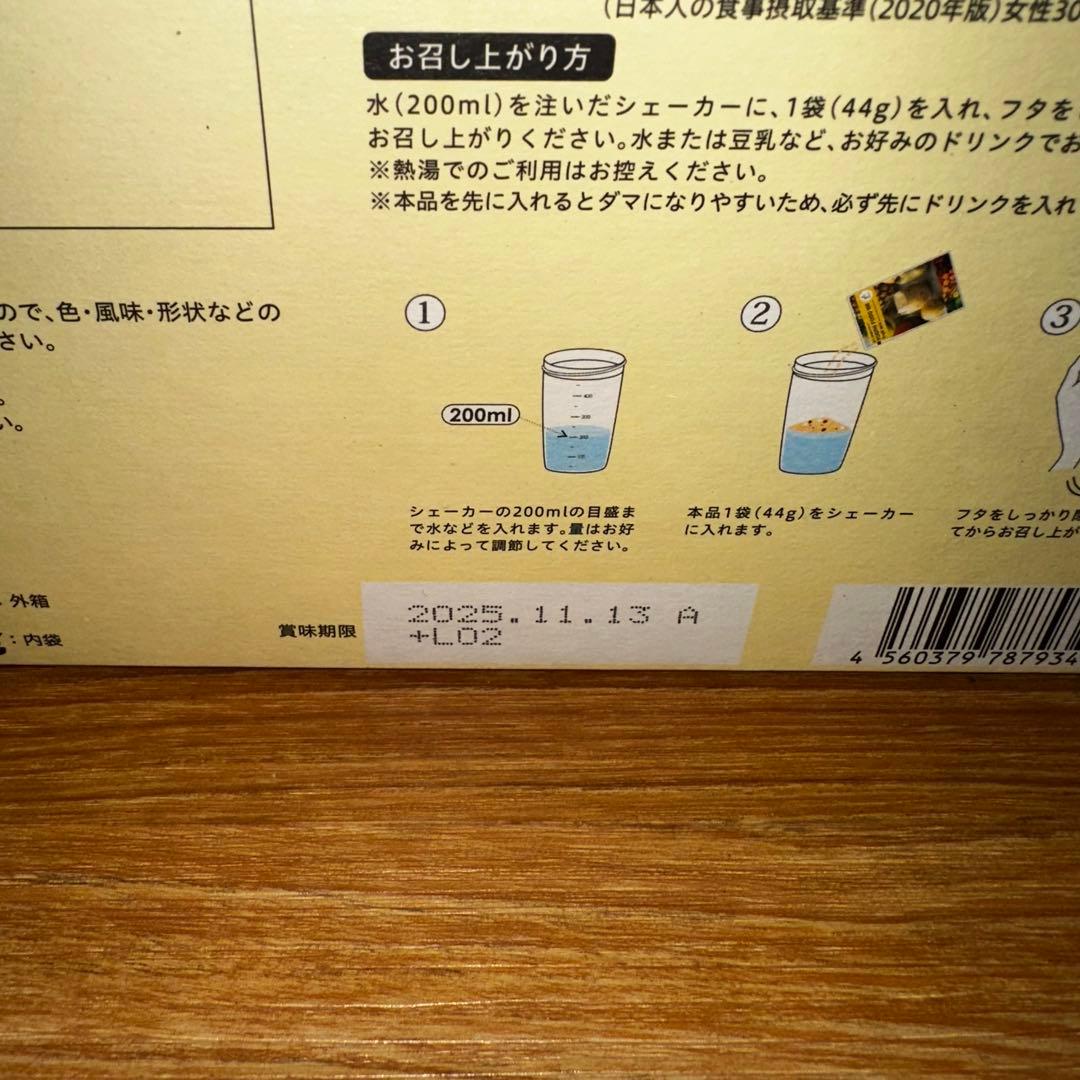 (日本人の食事摂取基準(2020年版)女性30
お召し上がり方
水(200ml)を注いだシェーカーに、1袋(44g)を入れ、フタを
お召し上がりください。水または豆乳など、お好みのドリンクでお
※熱湯でのご利用はお控えください。
※本品を先に入れるとダマになりやすいため、必ず先にドリンクを入れ
ので、色・風味・形状などの
さい。
。
い。
1
2
3
200ml
シェーカーの200mlの目盛ま
で水などを入れます。量はお好
みによって調節してください。
本品1袋(44g)をシェーカー
に入れます。
フタをしっかり
てからお召し上が
外箱
:内袋
賞味期限
2025.11.13 A
+L02
4 560379 787934